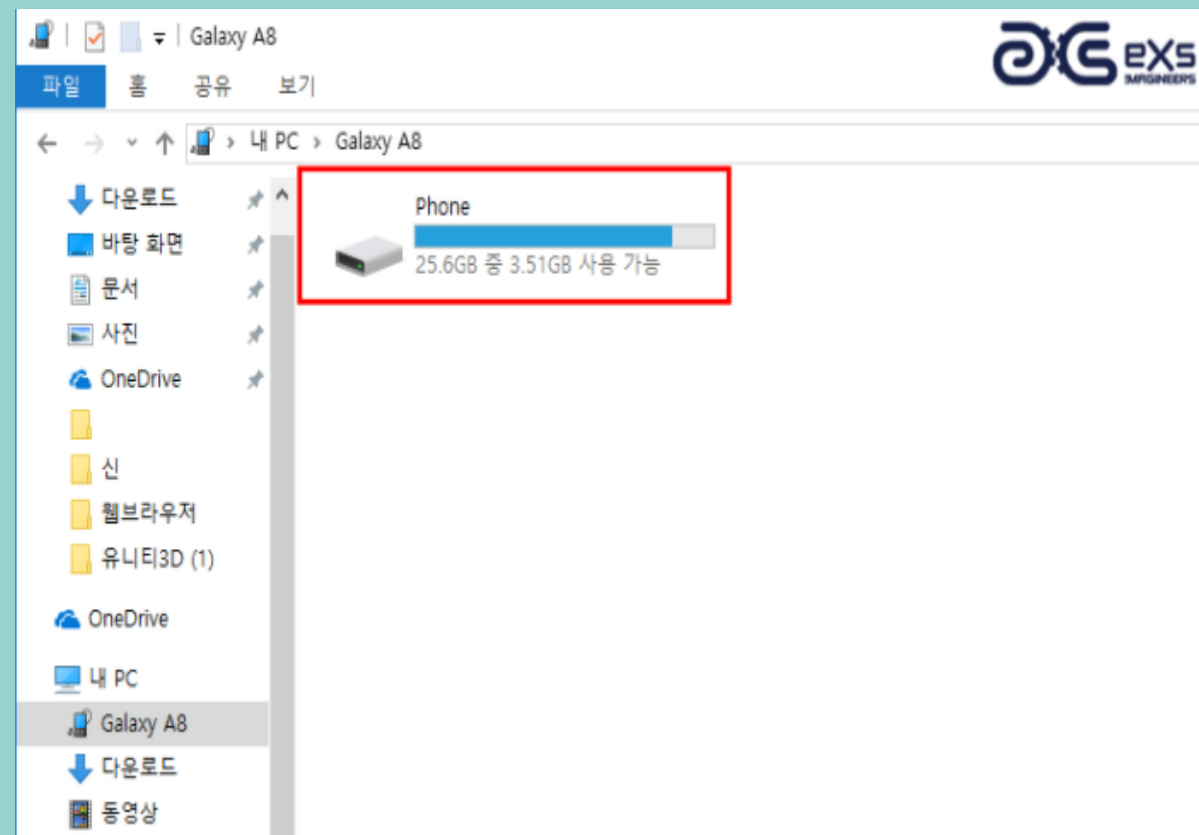 Galaxy A8
eXs
IMAGINEERS
파일 홈 공유 보기
내 PC > Galaxy A8
다운로드
바탕 화면
문서
사진
OneDrive
신
웹브라우저
유니티3D (1)
OneDrive
내 PC
Galaxy A8
다운로드
동영상
Phone
25.6GB 중 3.51GB 사용 가능